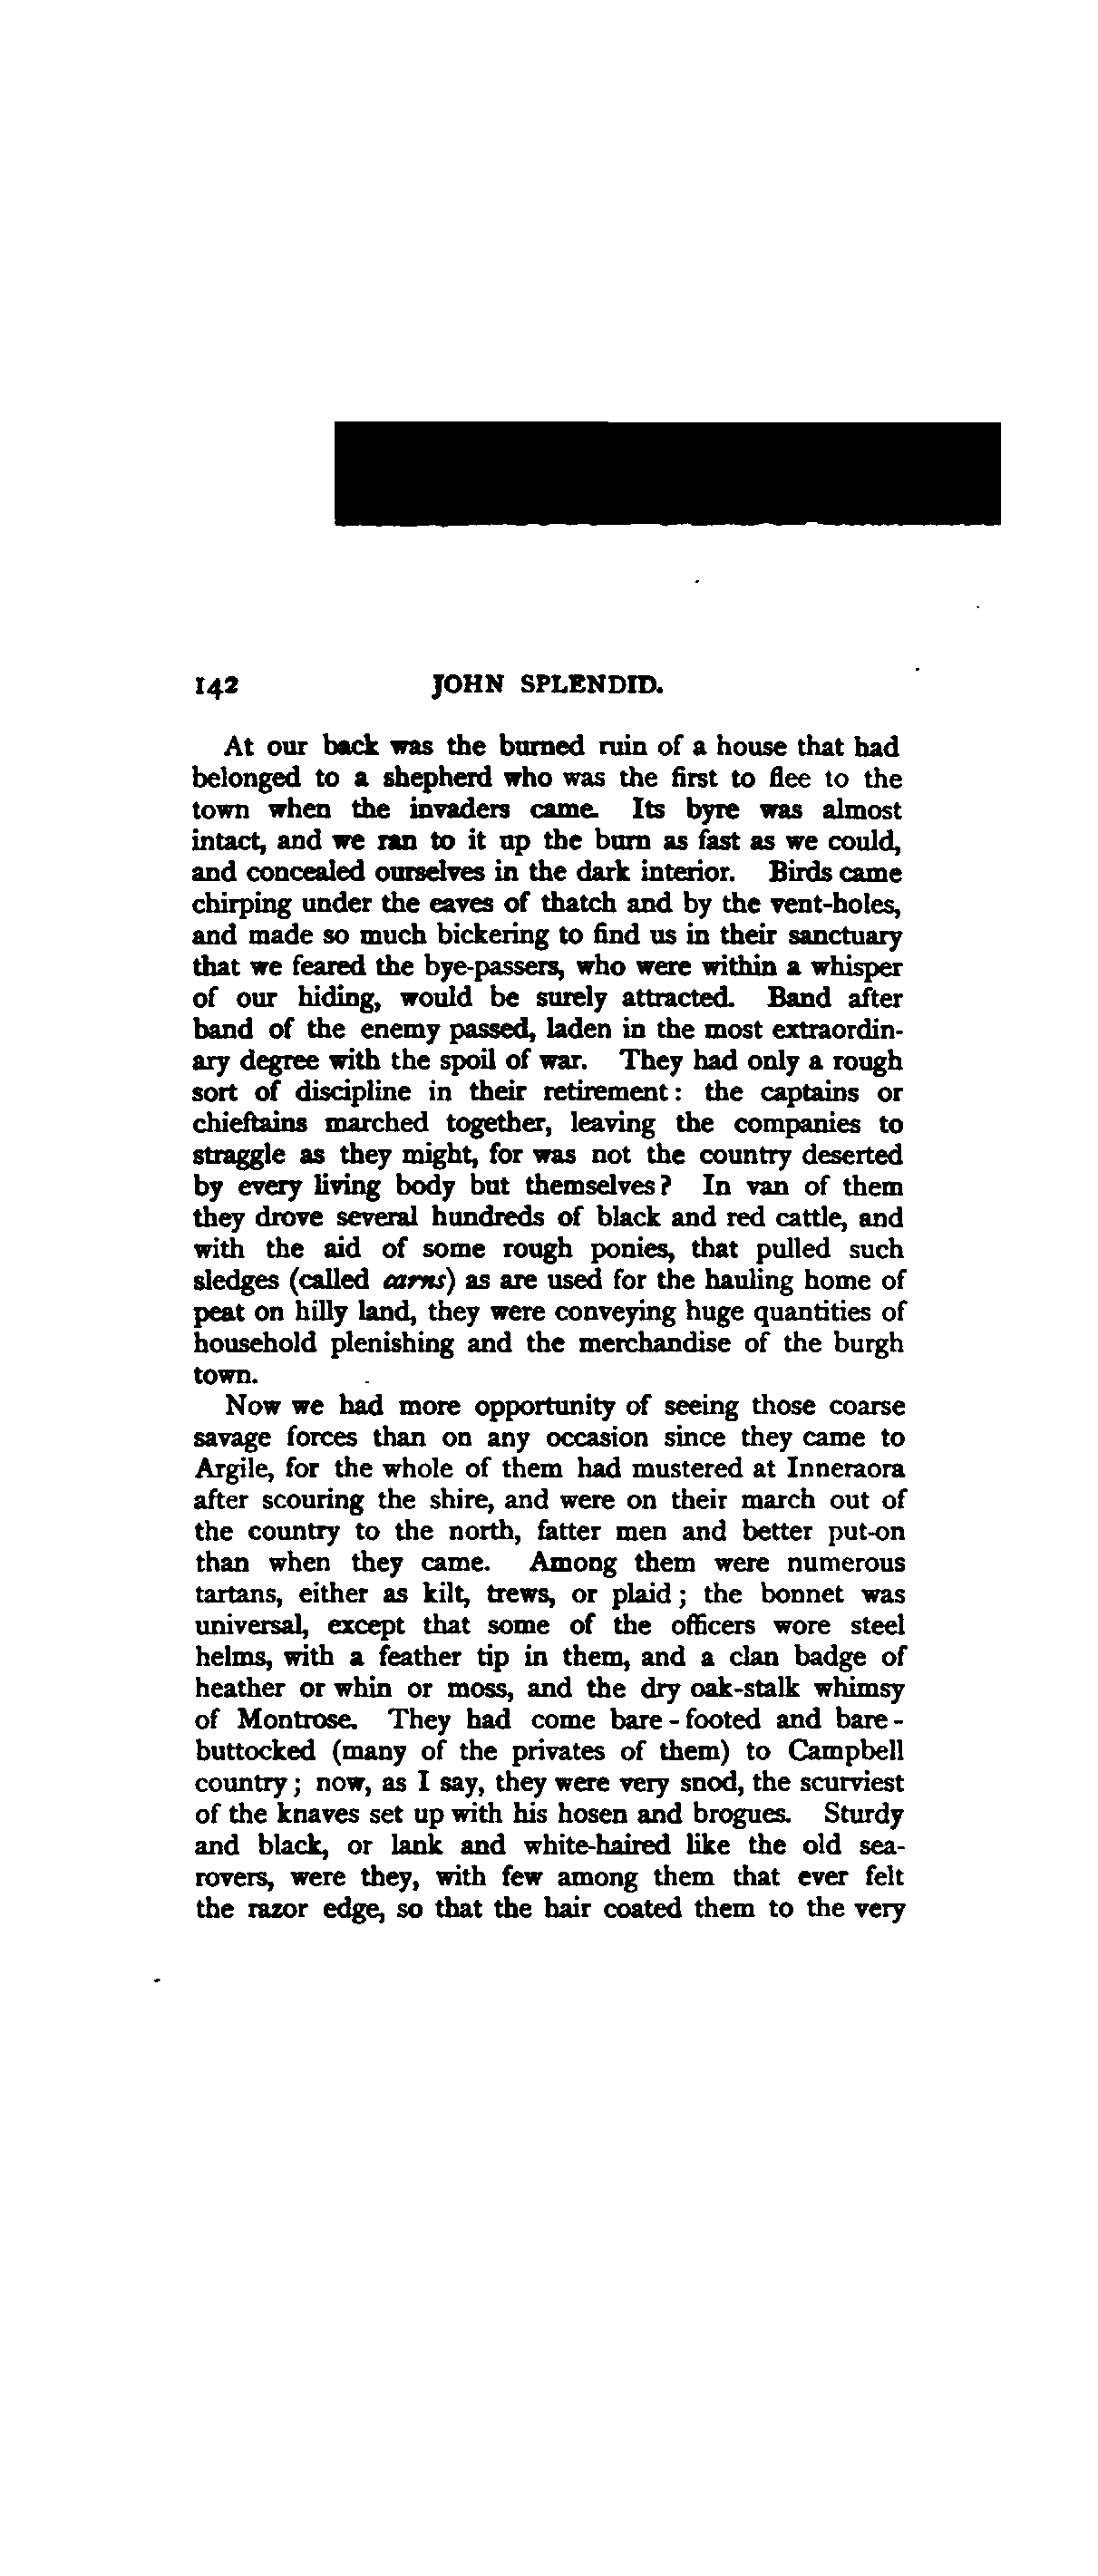 142 JOHN SPLENDID.
At our back was the burned ruin of a house that had
belonged to a shepherd who was the first to flee to the
town when the invaders came. Its byre was almost
intact, and we ran to it up the burn as fast as we could,
and concealed ourselves in the dark interior. Birds came
chirping under the eaves of thatch and by the vent-holes,
and made so much bickering to find us in their sanctuary
that we feared the bye-passers, who were within a whisper
of our hiding, would be surely attracted. Band after
band of the enemy passed, laden in the most extraordin-
ary degree with the spoil of war. They had only a rough
sort of discipline in their retirement: the captains or
chieftains marched together, leaving the companies to
straggle as they might, for was not the country deserted
by every living body but themselves? In van of them
they drove several hundreds of black and red cattle, and
with the aid of some rough ponies, that pulled such
sledges (called carns) as are used for the hauling home of
peat on hilly land, they were conveying huge quantities of
household plenishing and the merchandise of the burgh
town.
Now we had more opportunity of seeing those coarse
savage forces than on any occasion since they came to
Argile, for the whole of them had mustered at Inneraora
after scouring the shire, and were on their march out of
the country to the north, fatter men and better put-on
than when they came. Among them were numerous
tartans, either as kilt, trews, or plaid; the bonnet was
universal, except that some of the officers wore steel
helms, with a feather tip in them, and a clan badge of
heather or whin or moss, and the dry oak-stalk whimsy
of Montrose. They had come bare-footed and bare-
buttocked (many of the privates of them) to Campbell
country; now, as I say, they were very snod, the scurviest
of the knaves set up with his hosen and brogues. Sturdy
and black, or lank and white-haired like the old sea-
rovers, were they, with few among them that ever felt
the razor edge, so that the hair coated them to the very